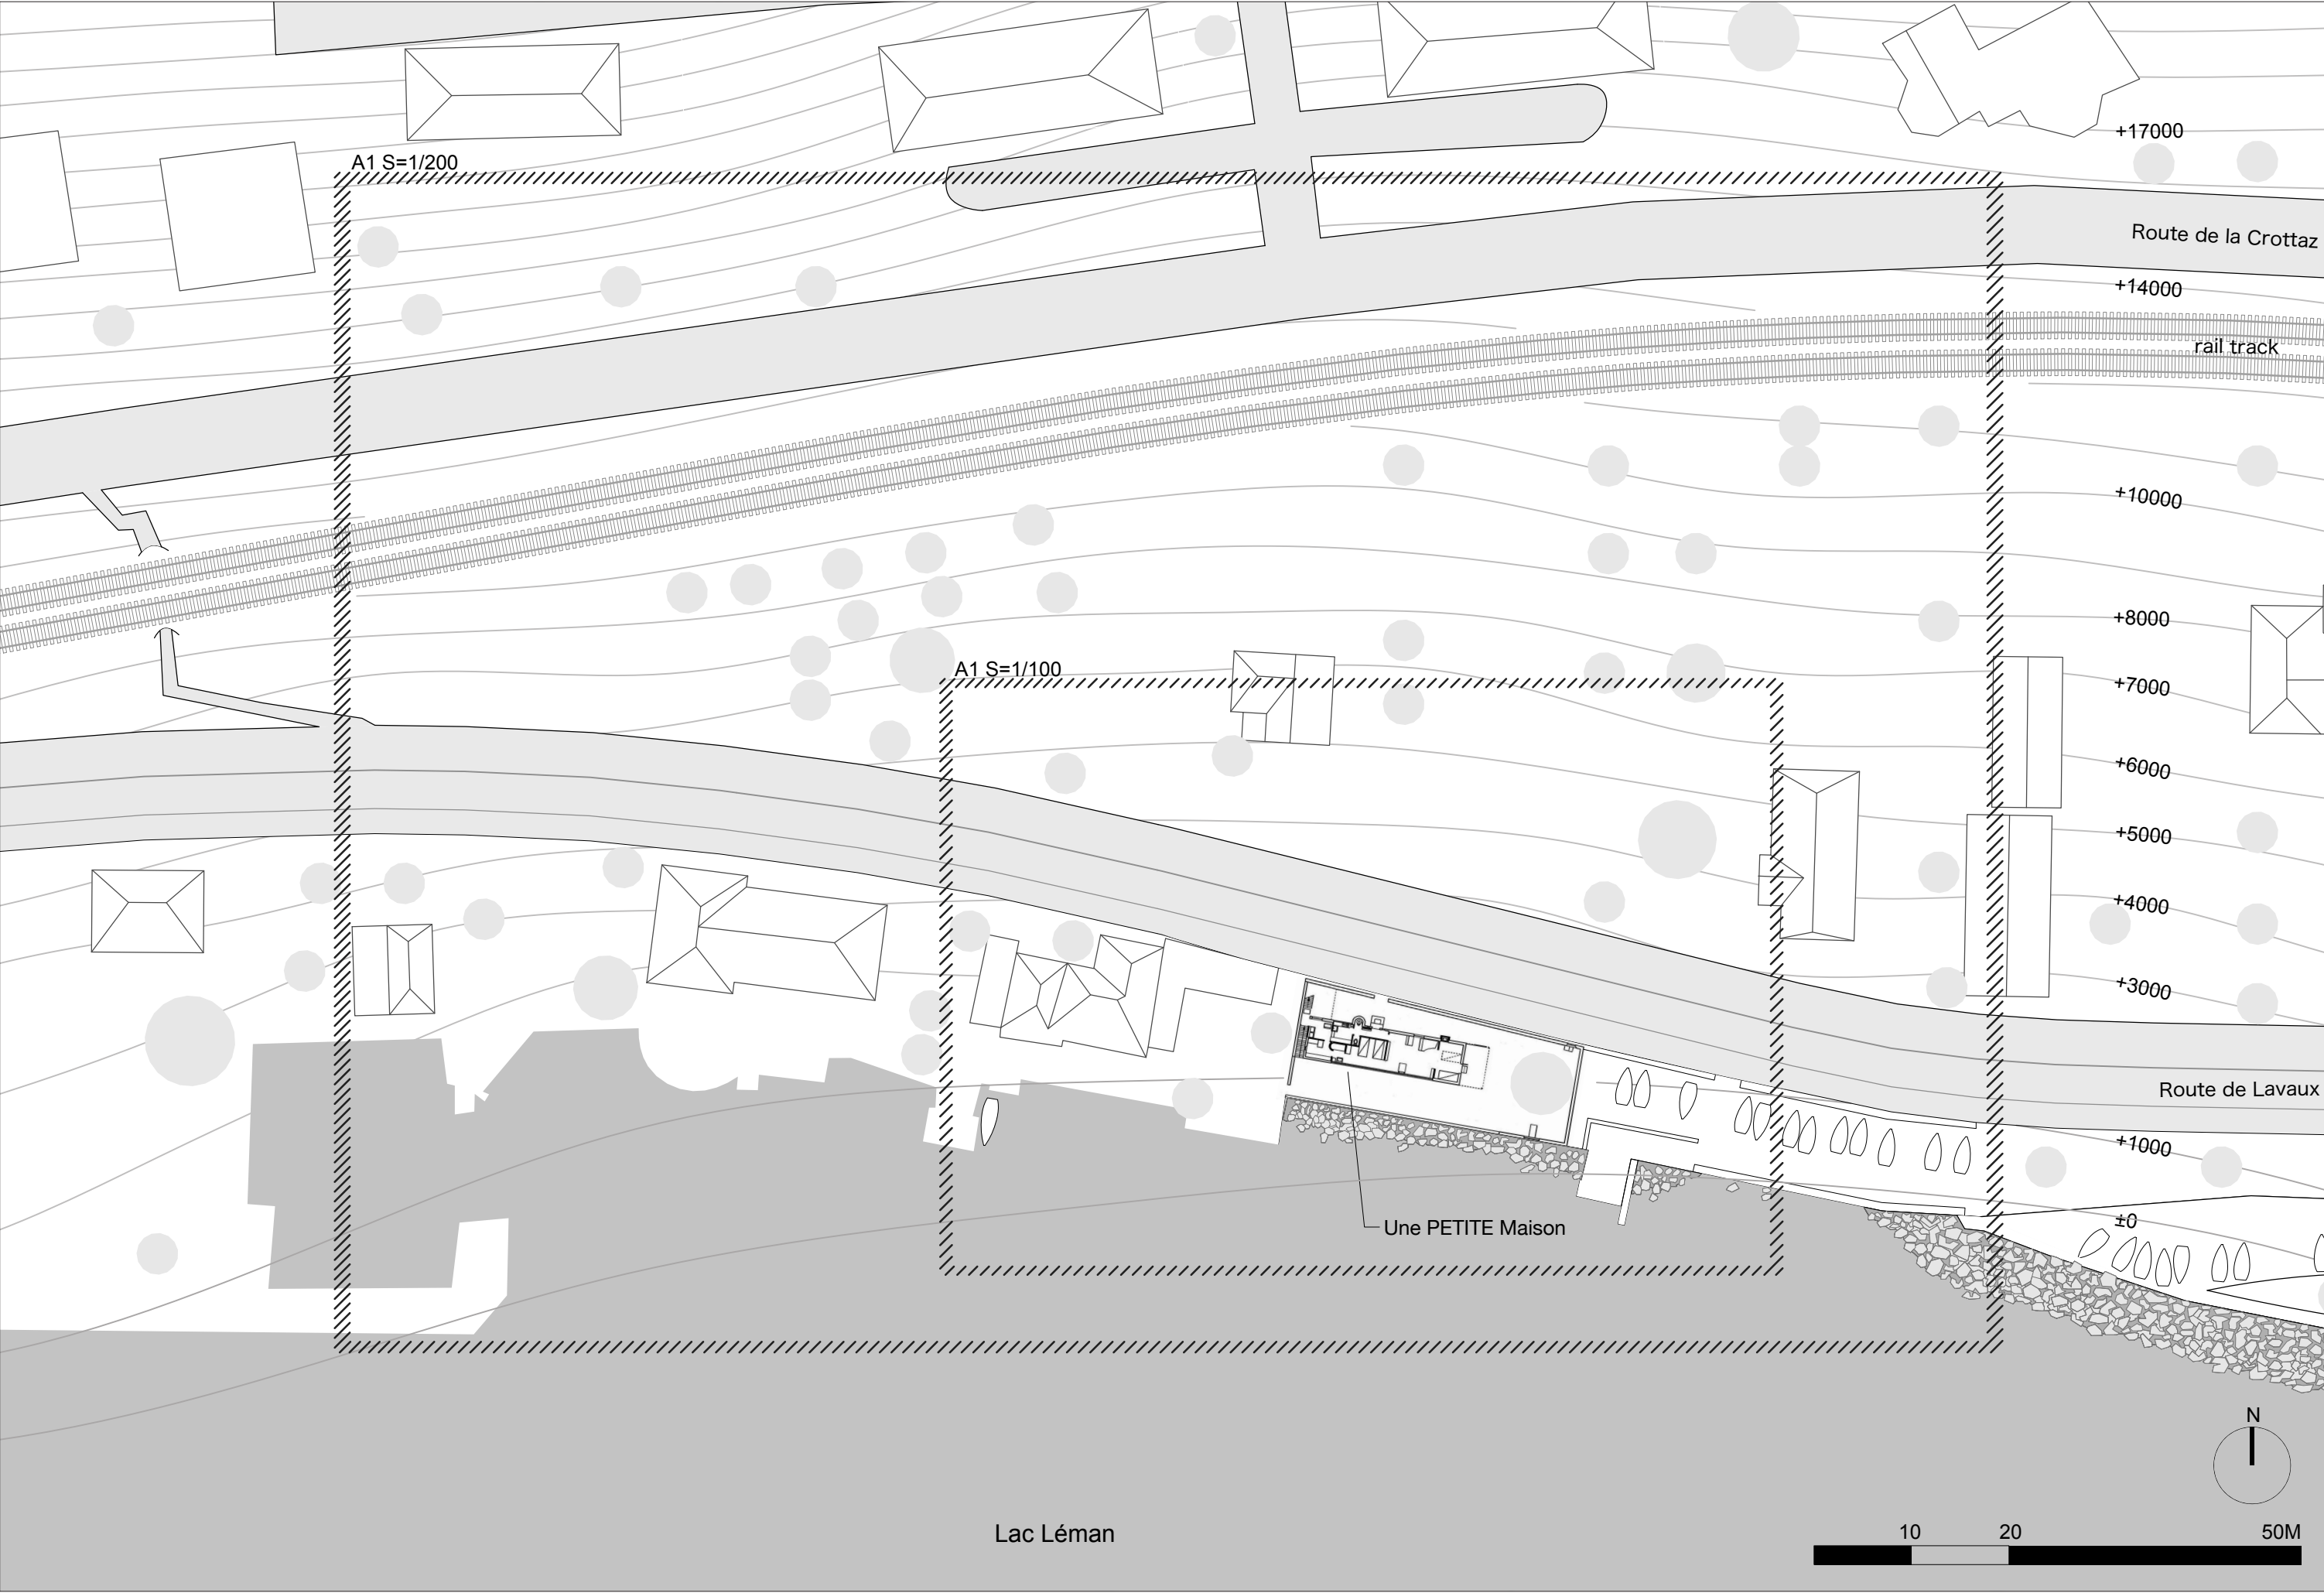 +17000
A1 S=1/200
Route de la Crottaz
+14000
rail track
+10000
+8000
A1 S=1/100
+7000
+6000
+5000
+4000
+3000
Route de Lavaux
+1000
±0
Une PETITE Maison
N
Lac Léman
10 20 50M